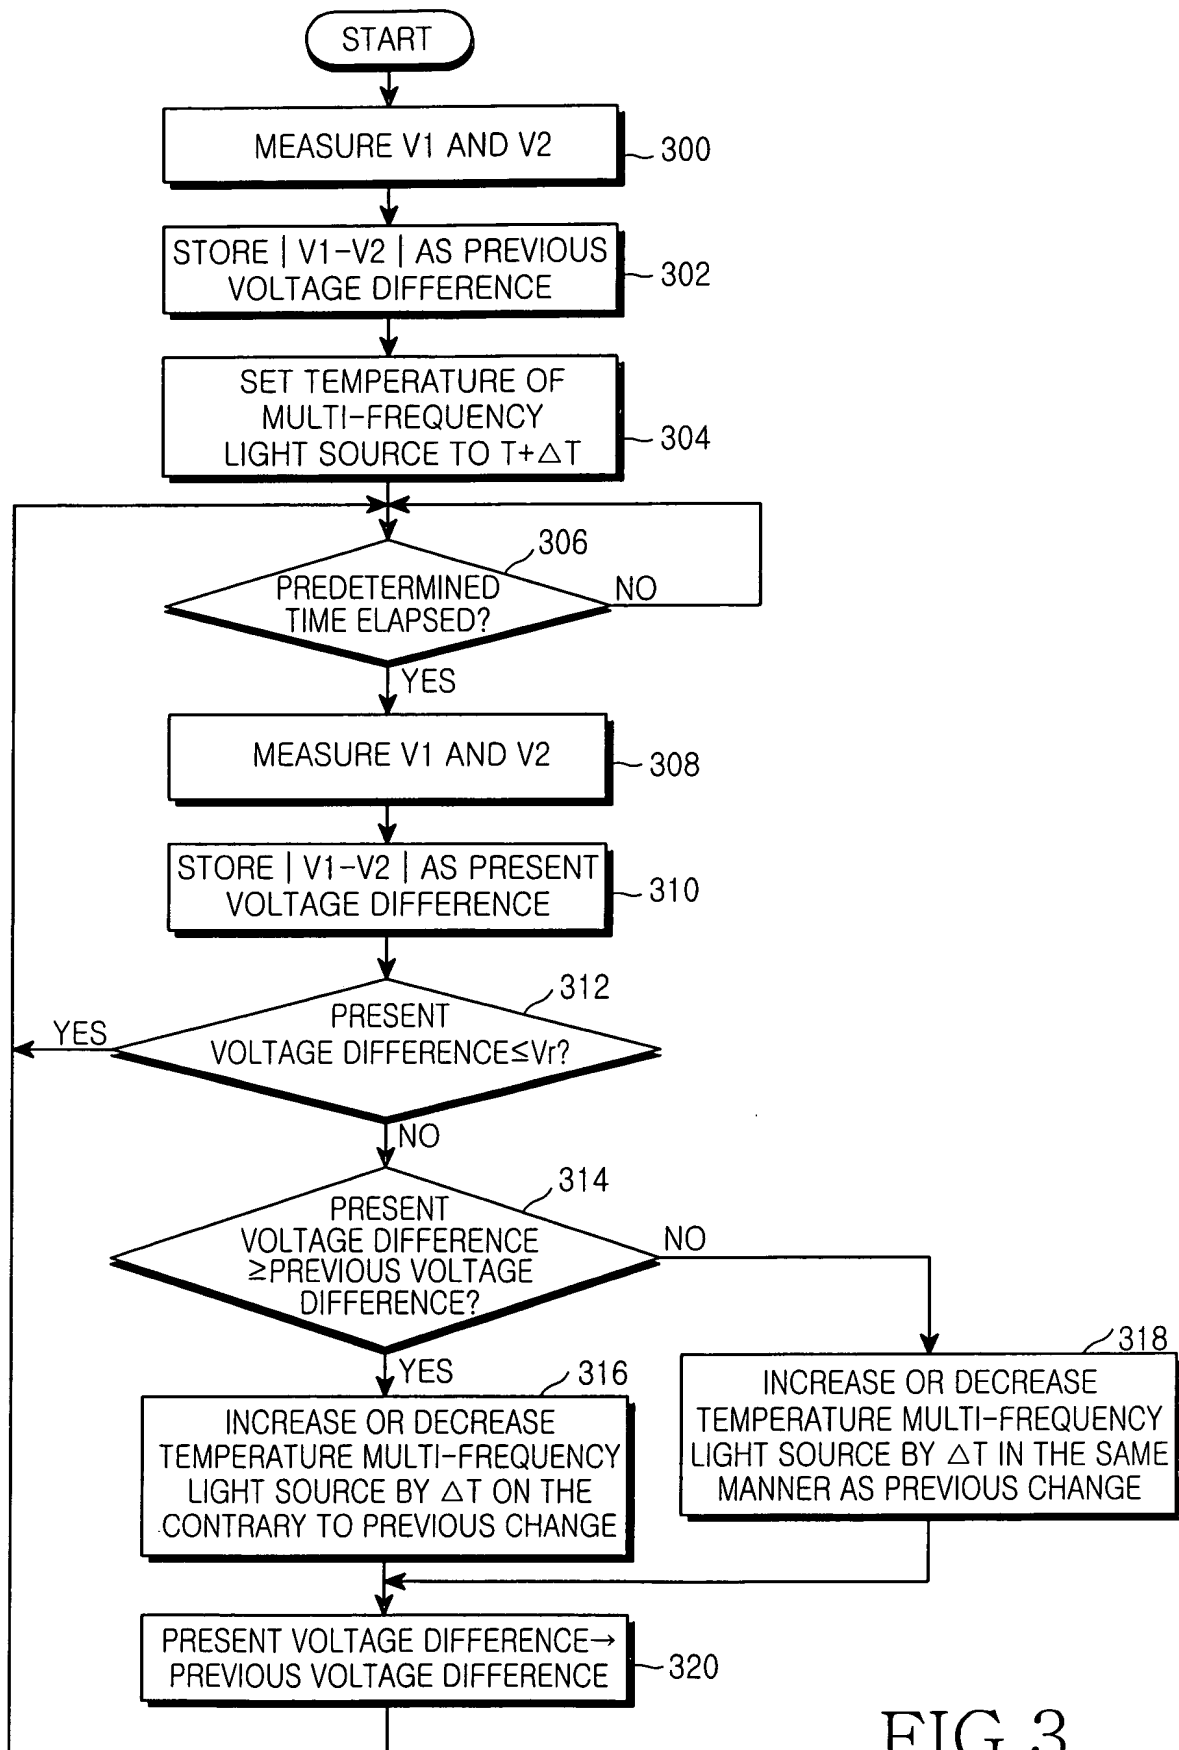 START
MEASURE V1 AND V2
300
STORE | V1-V2 | AS PREVIOUS
VOLTAGE DIFFERENCE
302
SET TEMPERATURE OF
MULTI-FREQUENCY
LIGHT SOURCE TO T+△T
304
306
PREDETERMINED
TIME ELAPSED?
NO
YES
MEASURE V1 AND V2
308
STORE | V1-V2 | AS PRESENT
VOLTAGE DIFFERENCE
310
312
PRESENT
VOLTAGE DIFFERENCE≦Vr?
YES
NO
314
PRESENT
VOLTAGE DIFFERENCE
≧PREVIOUS VOLTAGE
DIFFERENCE?
NO
YES
316
INCREASE OR DECREASE
TEMPERATURE MULTI-FREQUENCY
LIGHT SOURCE BY △T ON THE
CONTRARY TO PREVIOUS CHANGE
318
INCREASE OR DECREASE
TEMPERATURE MULTI-FREQUENCY
LIGHT SOURCE BY △T IN THE SAME
MANNER AS PREVIOUS CHANGE
PRESENT VOLTAGE DIFFERENCE→
PREVIOUS VOLTAGE DIFFERENCE
320
FIG.3